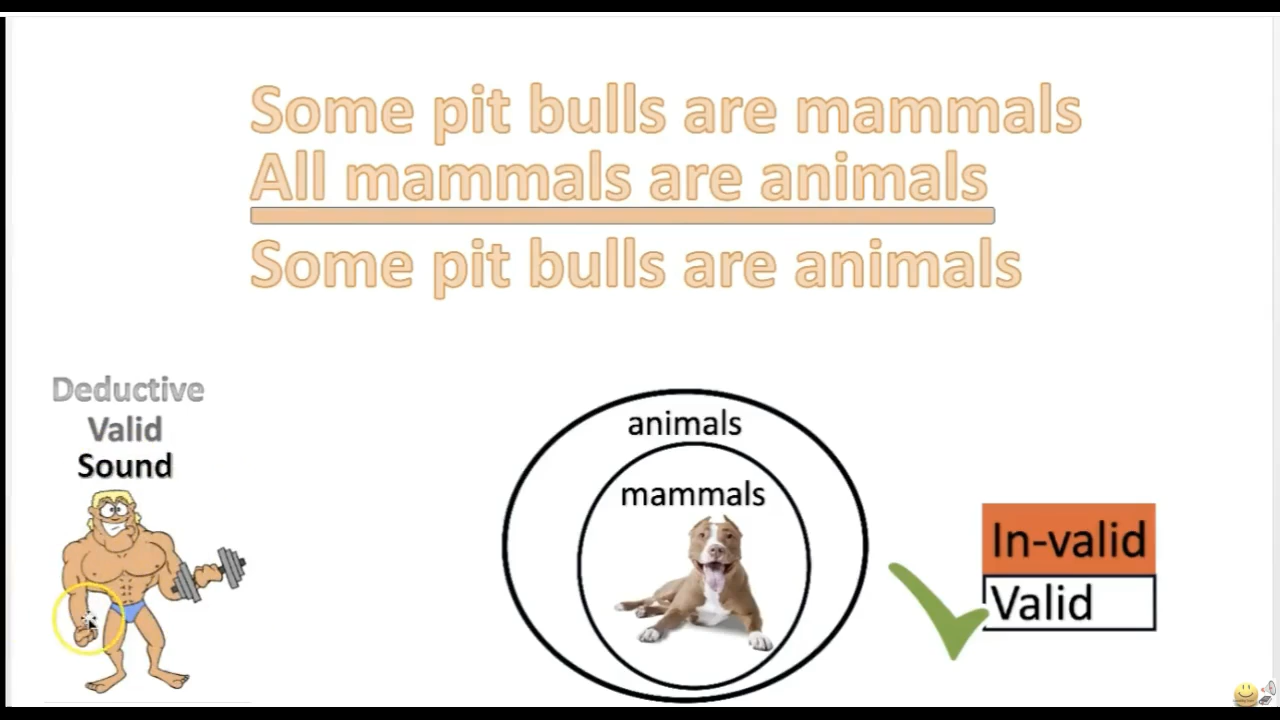 Some pit bulls are mammals
All mammals are animals
Some pit bulls are animals
Deductive
Valid
Sound
animals
mammals
In-valid
Valid